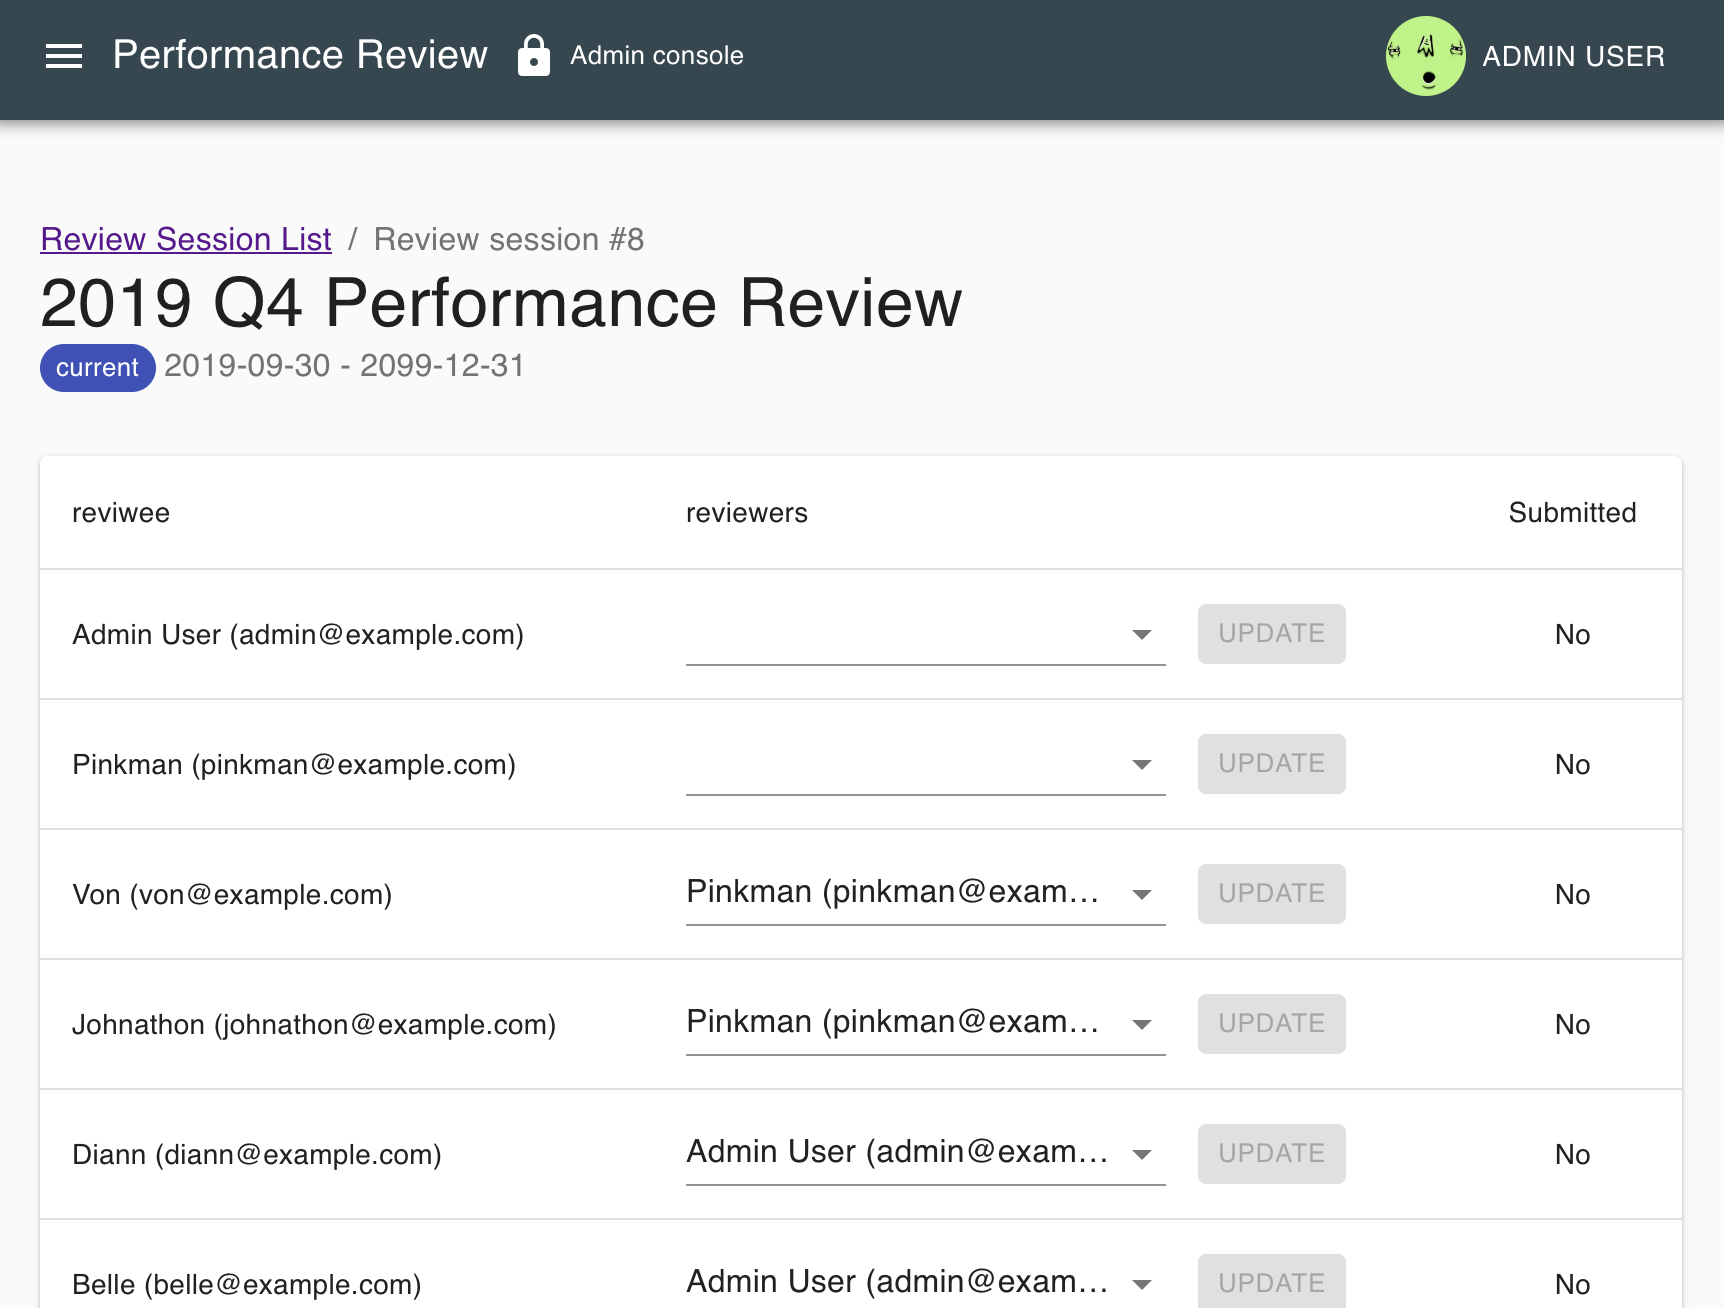 Performance Review Admin console ADMIN USER
Review Session List / Review session #8
2019 Q4 Performance Review
current 2019-09-30 - 2099-12-31
reviwee reviewers Submitted
Admin User (admin@example.com) UPDATE No
Pinkman (pinkman@example.com) UPDATE No
Von (von@example.com) Pinkman (pinkman@exam... UPDATE No
Johnathon (johnathon@example.com) Pinkman (pinkman@exam... UPDATE No
Diann (diann@example.com) Admin User (admin@exam... UPDATE No
Belle (belle@example.com) Admin User (admin@exam... UPDATE No